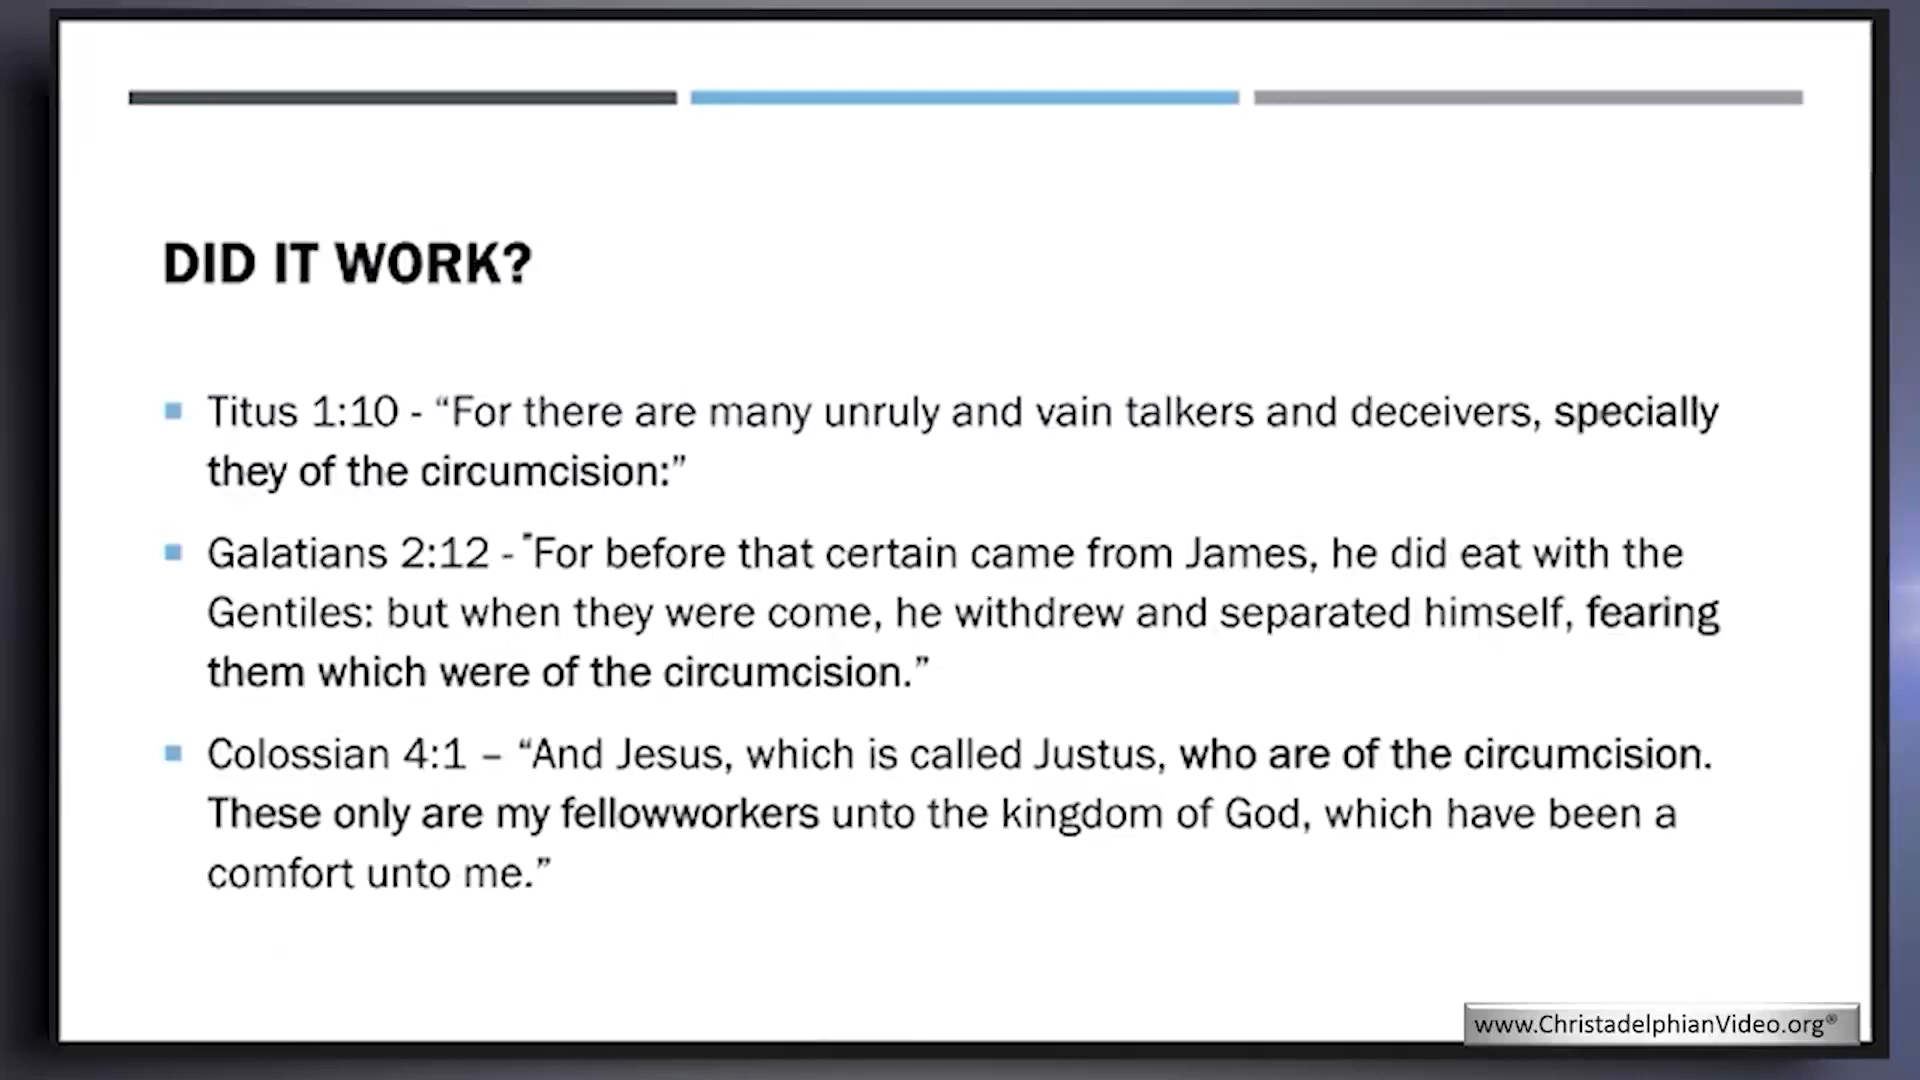 DID IT WORK?
Titus 1:10 - “For there are many unruly and vain talkers and deceivers, specially
they of the circumcision:”
Galatians 2:12 - "For before that certain came from James, he did eat with the
Gentiles: but when they were come, he withdrew and separated himself, fearing
them which were of the circumcision.”
Colossian 4:1 – “And Jesus, which is called Justus, who are of the circumcision.
These only are my fellowworkers unto the kingdom of God, which have been a
comfort unto me.”
www.ChristadelphianVideo.org®